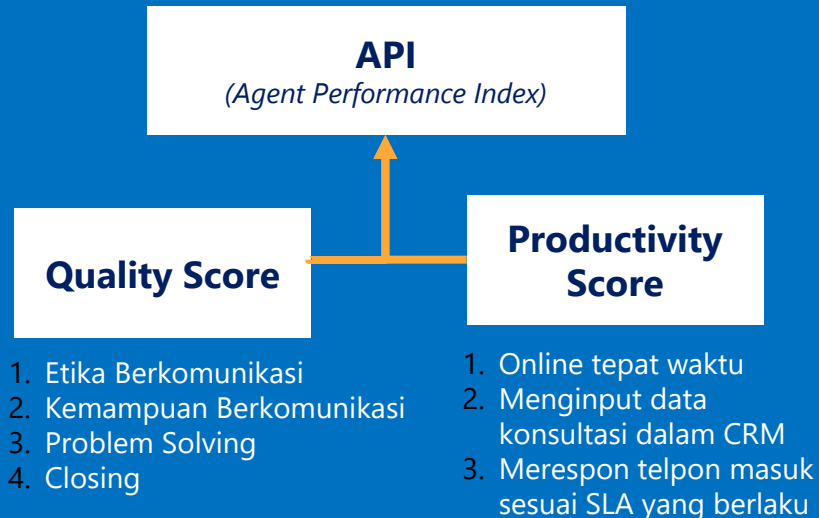 API
(Agent Performance Index)
Quality Score
Productivity
Score
1. Etika Berkomunikasi
2. Kemampuan Berkomunikasi
3. Problem Solving
4. Closing
1. Online tepat waktu
2. Menginput data
konsultasi dalam CRM
3. Merespon telpon masuk
sesuai SLA yang berlaku